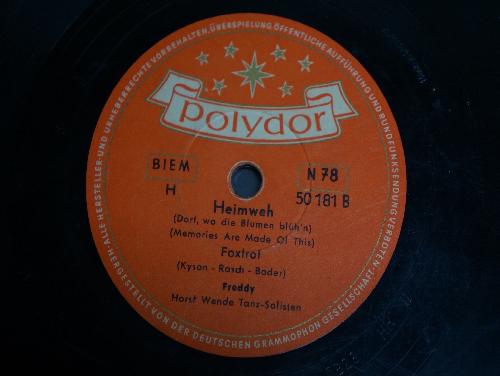 polydor
BIEM
N 78
H
50 181 B
Heimweh
(Dort, wo die Blumen blüh'n)
(Memories Are Made Of This)
Foxtrot
(Kyson - Rasch - Bader)
Freddy
Horst Wende Tanz-Solisten
·ALLE HERSTELLER- UND URHEBERRECHTE VORBEHALTEN, ÜBERSPIELUNG ÖFFENTLICHE AUFFÜHRUNG UND RUNDFUNKSENDUNG VERBOTEN·
HERGESTELLT VON DER DEUTSCHEN GRAMMOPHON GESELLSCHAFT